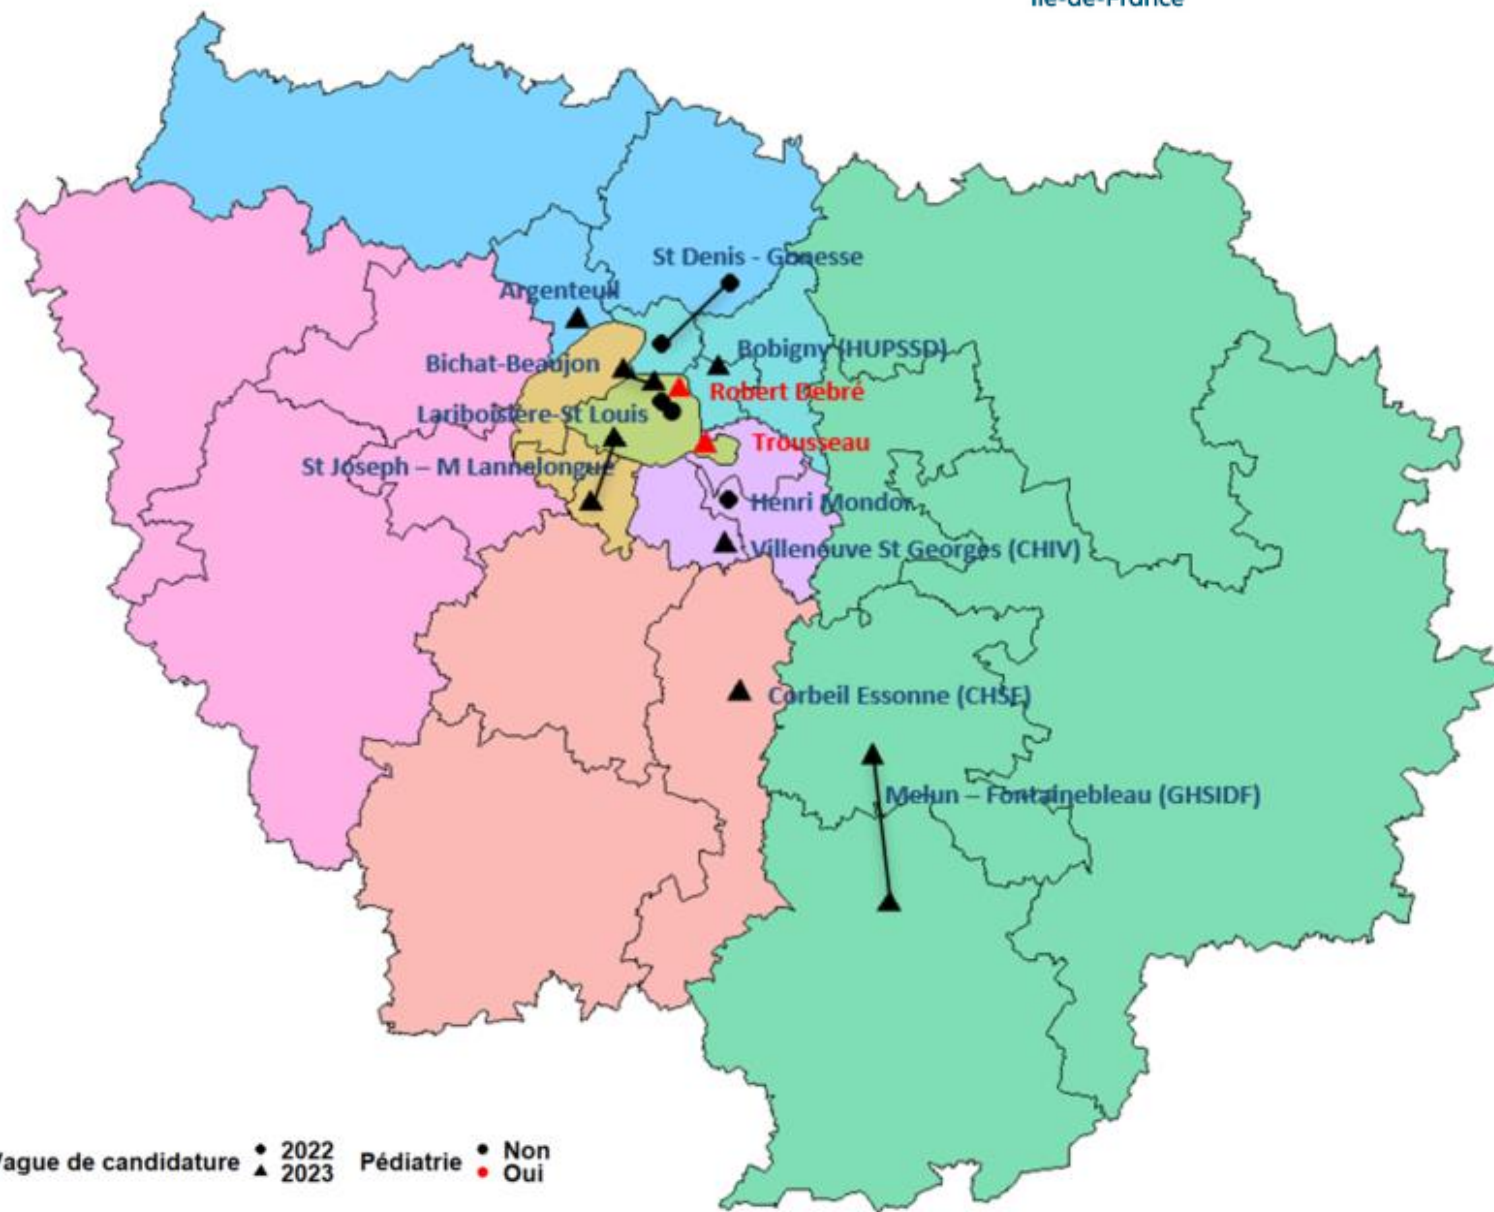 Île-de-France
St Denis - Gonesse
Argenteuil
Bobigny (HUPSSD)
Bichat-Beaujon
Robert Debré
Lariboisière-St Louis
Trousseau
St Joseph – M Lannelongue
Henri Mondor
Villeneuve St Georges (CHIV)
Corbeil Essonne (CHSF)
Melun – Fontainebleau (GHSIDF)
Vague de candidature 2022 Pédiatrie Non
2023 Oui